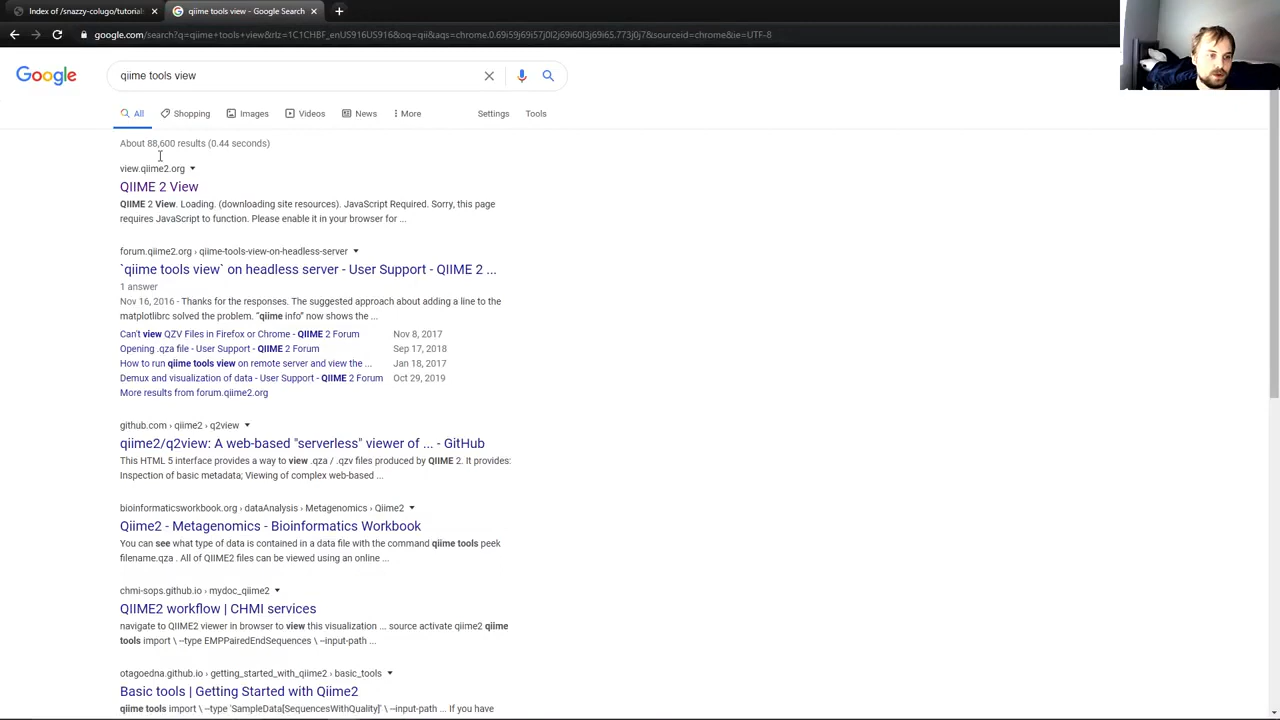 Index of /snazzy-colugo/tutorial
qiime tools view - Google Search
google.com/search?q=qiime+tools+view&rlz=1C1CHBF_enUS916US916&oq=qii&aqs=chrome.0.69i59j69i57j0l2j69i60l3j69i65.773j0j7&sourceid=chrome&ie=UTF-8
Google
qiime tools view
All Shopping Images Videos News More Settings Tools
About 88,600 results (0.44 seconds)
view.qiime2.org
QIIME 2 View
QIIME 2 View. Loading. (downloading site resources). JavaScript Required. Sorry, this page
requires JavaScript to function. Please enable it in your browser for ...
forum.qiime2.org › qiime-tools-view-on-headless-server
`qiime tools view` on headless server - User Support - QIIME 2 ...
1 answer
Nov 16, 2016 - Thanks for the responses. The suggested approach about adding a line to the
matplotlibrc solved the problem. "qiime info" now shows the ...
Can't view QZV Files in Firefox or Chrome - QIIME 2 Forum Nov 8, 2017
Opening .qza file - User Support - QIIME 2 Forum Sep 17, 2018
How to run qiime tools view on remote server and view the ... Jan 18, 2017
Demux and visualization of data - User Support - QIIME 2 Forum Oct 29, 2019
More results from forum.qiime2.org
github.com › qiime2 › q2view
qiime2/q2view: A web-based "serverless" viewer of ... - GitHub
This HTML 5 interface provides a way to view .qza / .qzv files produced by QIIME 2. It provides:
Inspection of basic metadata; Viewing of complex web-based ...
bioinformaticsworkbook.org › dataAnalysis › Metagenomics › Qiime2
Qiime2 - Metagenomics - Bioinformatics Workbook
You can see what type of data is contained in a data file with the command qiime tools peek
filename.qza . All of QIIME2 files can be viewed using an online ...
chmi-sops.github.io › mydoc_qiime2
QIIME2 workflow | CHMI services
navigate to QIIME2 viewer in browser to view this visualization ... source activate qiime2 qiime
tools import \ --type EMPPairedEndSequences \ --input-path ...
otagoedna.github.io › getting_started_with_qiime2 › basic_tools
Basic tools | Getting Started with Qiime2
qiime tools import \ --type 'SampleData[SequencesWithQuality]' \ --input-path ... If you have